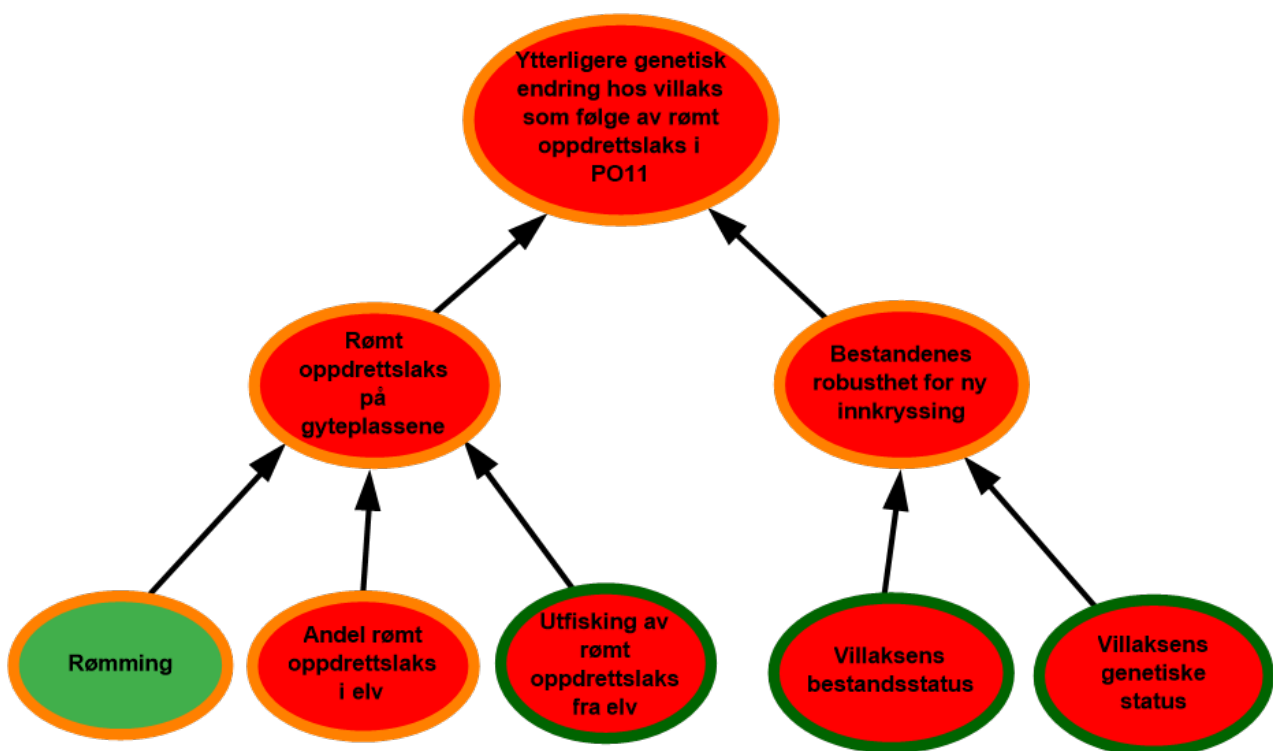 Ytterligere genetisk
endring hos villaks
som følge av rømt
oppdrettslaks i
PO11
Rømt
oppdrettslaks
på
gyteplassene
Bestandenes
robusthet for ny
innkryssing
Rømming
Andel rømt
oppdrettslaks
i elv
Utfisking av
rømt
oppdrettslaks
fra elv
Villaksens
bestandsstatus
Villaksens
genetiske
status